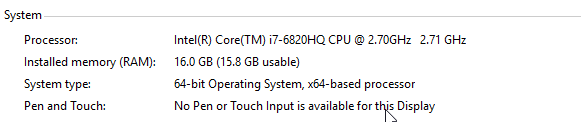 System
Processor: Intel(R) Core(TM) i7-6820HQ CPU @ 2.70GHz 2.71 GHz
Installed memory (RAM): 16.0 GB (15.8 GB usable)
System type: 64-bit Operating System, x64-based processor
Pen and Touch: No Pen or Touch Input is available for this Display